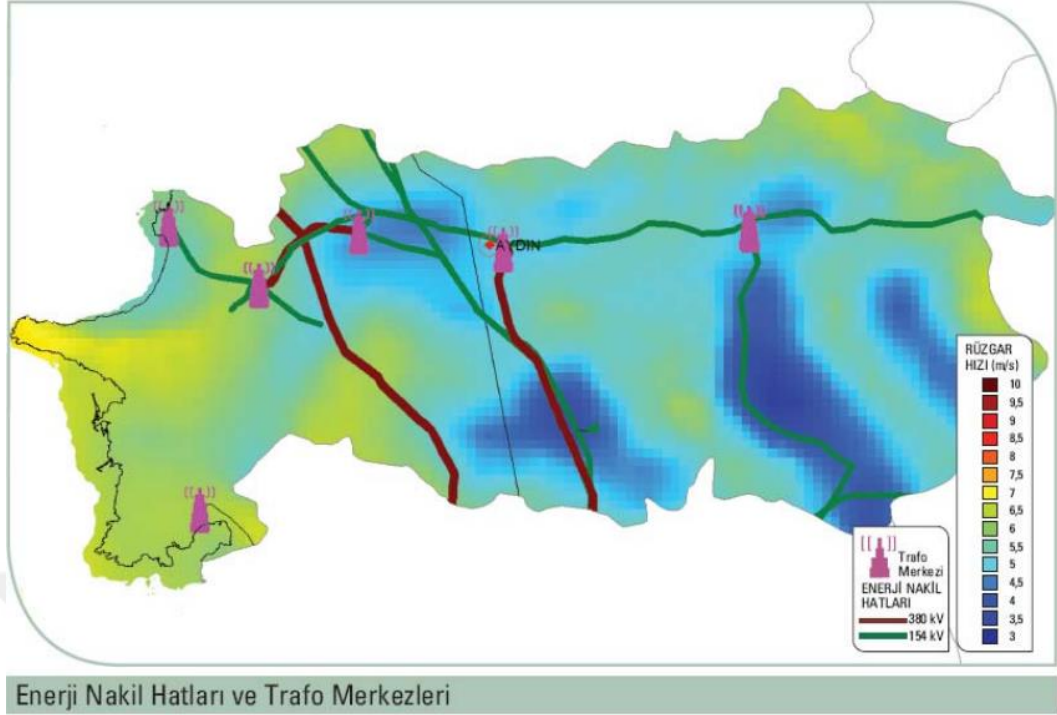 AYDIN
RÜZGAR
HIZI (m/s)
10
9,5
9
8,5
8
7,5
7
6,5
6
5,5
5
4,5
4
3,5
3
Trafo
Merkezi
ENERJİ NAKİL
HATLARI
380 kV
154 kV
Enerji Nakil Hatları ve Trafo Merkezleri